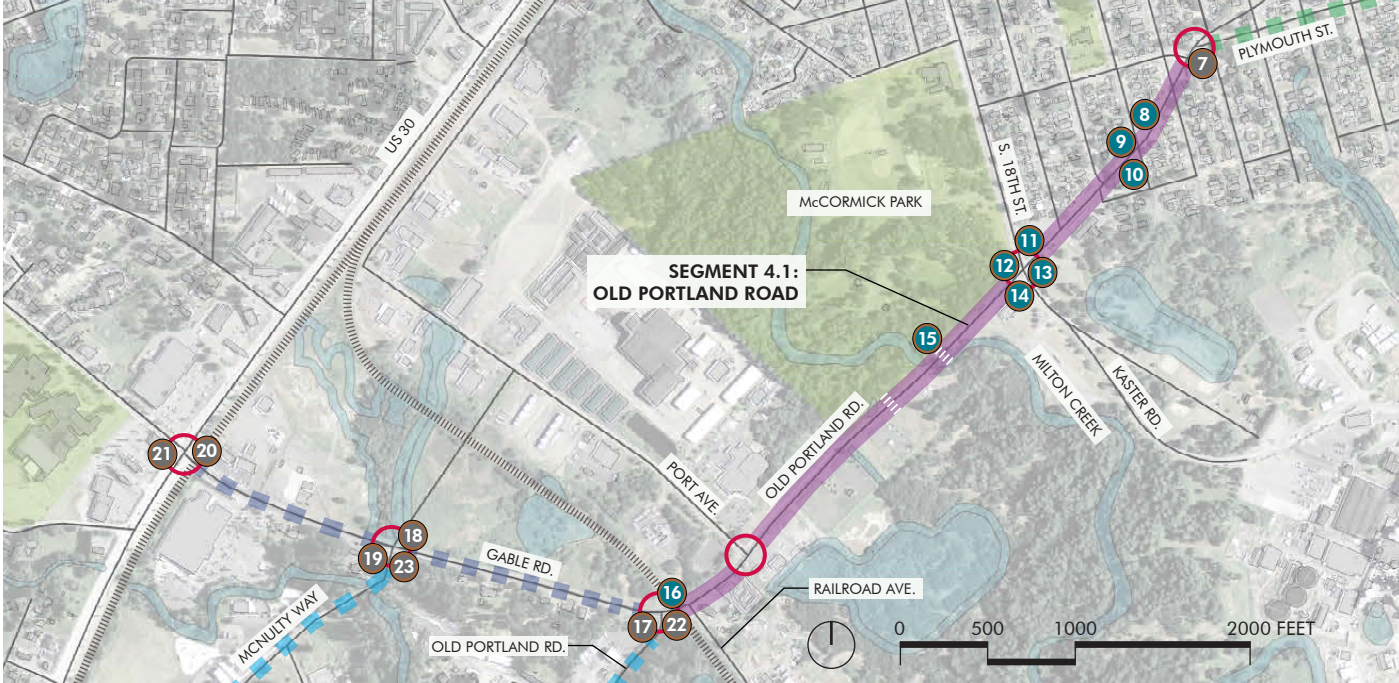 PLYMOUTH ST.
7
US 30
8
9
10
S. 18TH ST.
McCORMICK PARK
11
12
13
14
SEGMENT 4.1:
OLD PORTLAND ROAD
15
MILTON CREEK
KASTER RD.
OLD PORTLAND RD.
PORT AVE.
21
20
18
19
23
GABLE RD.
16
17
22
RAILROAD AVE.
MCNULTY WAY
OLD PORTLAND RD.
0 500 1000 2000 FEET